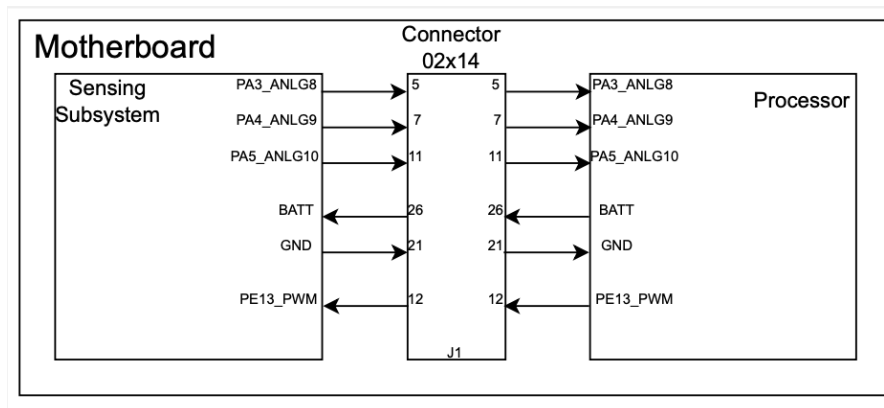 Motherboard
Connector
02x14
Sensing
Subsystem
Processor
PA3_ANLG8 5 5 PA3_ANLG8
PA4_ANLG9 7 7 PA4_ANLG9
PA5_ANLG10 11 11 PA5_ANLG10
BATT 26 26 BATT
GND 21 21 GND
PE13_PWM 12 12 PE13_PWM
J1